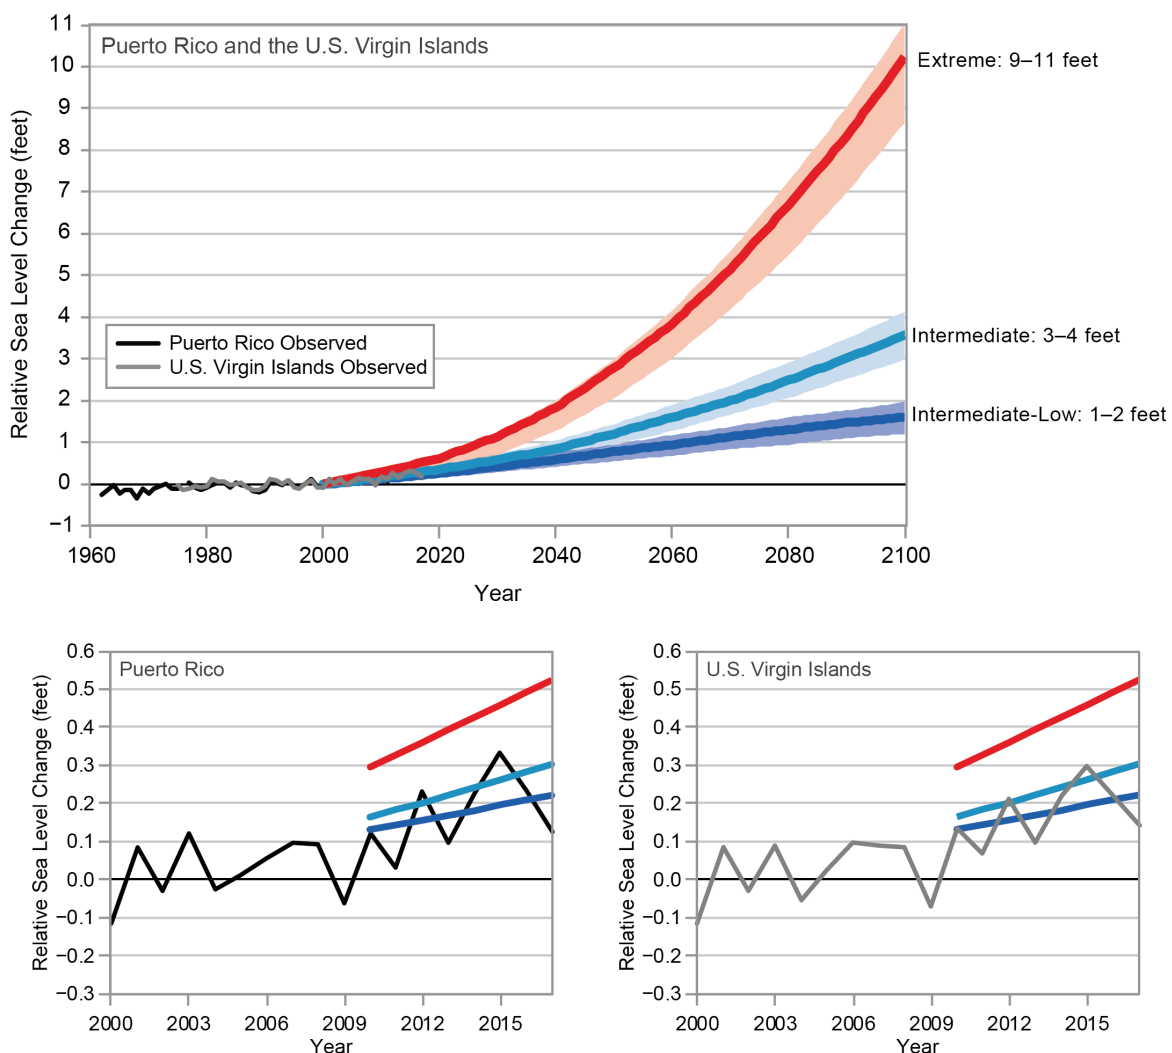 Puerto Rico and the U.S. Virgin Islands
Relative Sea Level Change (feet)
11
10
9
8
7
6
5
4
3
2
1
0
−1
Extreme: 9–11 feet
Intermediate: 3–4 feet
Intermediate-Low: 1–2 feet
Puerto Rico Observed
U.S. Virgin Islands Observed
1960 1980 2000 2020 2040 2060 2080 2100
Year
Puerto Rico
Relative Sea Level Change (feet)
0.6
0.5
0.4
0.3
0.2
0.1
0.0
−0.1
−0.2
−0.3
2000 2003 2006 2009 2012 2015
Year
U.S. Virgin Islands
Relative Sea Level Change (feet)
0.6
0.5
0.4
0.3
0.2
0.1
0.0
−0.1
−0.2
−0.3
2000 2003 2006 2009 2012 2015
Year